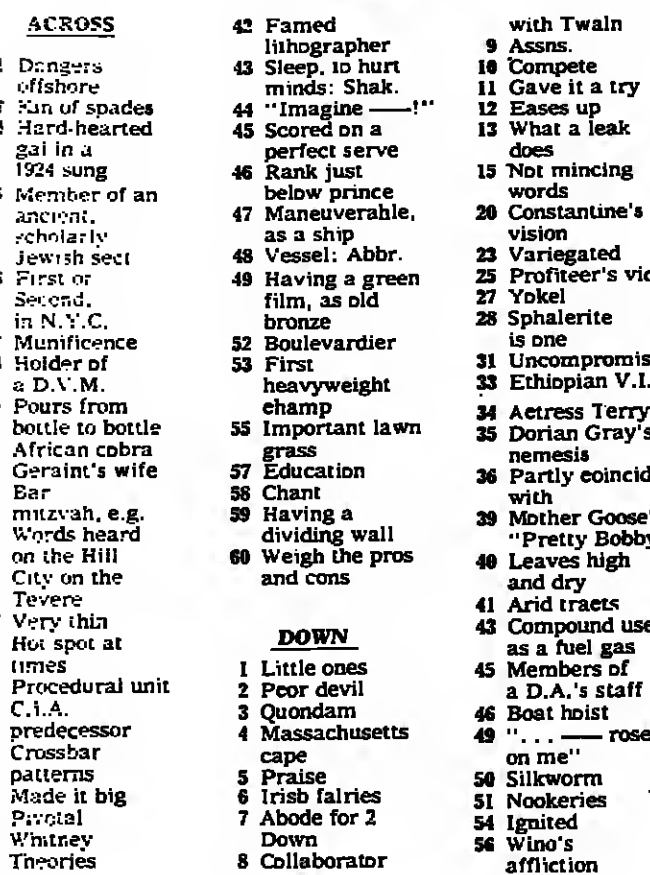 ACROSS
Dangers
offshore
Kin of spades
Hard-hearted
gal in a
1924 sung
Member of an
ancient,
scholarly
Jewish sect
First or
Second,
in N.Y.C.
Munificence
Holder of
a D.V.M.
Pours from
bottle to bottle
African cobra
Geraint's wife
Bar
mitzvah, e.g.
Words heard
on the Hill
City on the
Tevere
Very thin
Hot spot at
times
Procedural unit
C.I.A.
predecessor
Crossbar
patterns
Made it big
Pivotal
Whitney
Theories
42 Famed
lithographer
43 Sleep, to hurt
minds: Shak.
44 "Imagine ——!"
45 Scored on a
perfect serve
46 Rank just
below prince
47 Maneuverahle,
as a ship
48 Vessel: Abbr.
49 Having a green
film, as old
bronze
52 Boulevardier
53 First
heavyweight
champ
55 Important lawn
grass
57 Education
58 Chant
59 Having a
dividing wall
60 Weigh the pros
and cons
DOWN
1 Little ones
2 Poor devil
3 Quondam
4 Massachusetts
cape
5 Praise
6 Irisb falries
7 Abode for 2
Down
8 Collaborator
with Twaln
9 Assns.
10 Compete
11 Gave it a try
12 Eases up
13 What a leak
does
15 Not mincing
words
20 Constantine's
vision
23 Variegated
25 Profiteer's vic
27 Yokel
28 Sphalerite
is one
31 Uncompromis
33 Ethiopian V.I.
34 Aetress Terry
35 Dorian Gray's
nemesis
36 Partly eoincid
with
39 Mother Goose'
"Pretty Bobby
40 Leaves high
and dry
41 Arid traets
43 Compound use
as a fuel gas
45 Members of
a D.A.'s staff
46 Boat hoist
49 ". . . —— rose
on me"
50 Silkworm
51 Nookeries
54 Ignited
56 Wino's
affliction